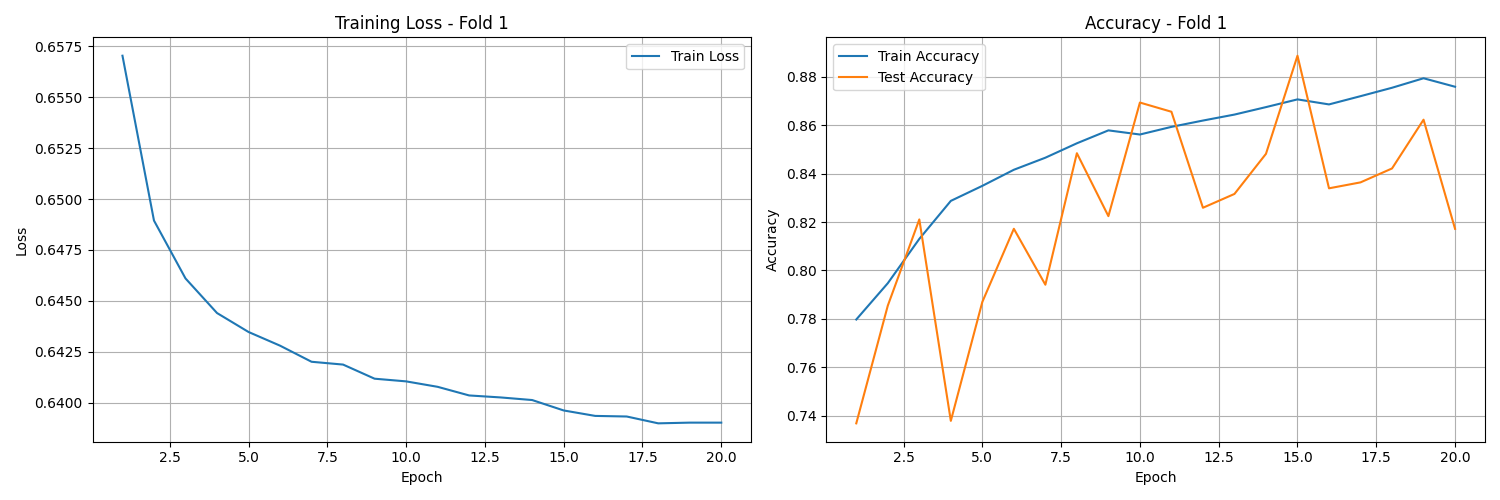 Training Loss - Fold 1
Train Loss
0.6575
0.6550
0.6525
0.6500
0.6475
0.6450
0.6425
0.6400
Loss
2.5 5.0 7.5 10.0 12.5 15.0 17.5 20.0
Epoch
Accuracy - Fold 1
Train Accuracy
Test Accuracy
0.88
0.86
0.84
0.82
0.80
0.78
0.76
0.74
Accuracy
2.5 5.0 7.5 10.0 12.5 15.0 17.5 20.0
Epoch